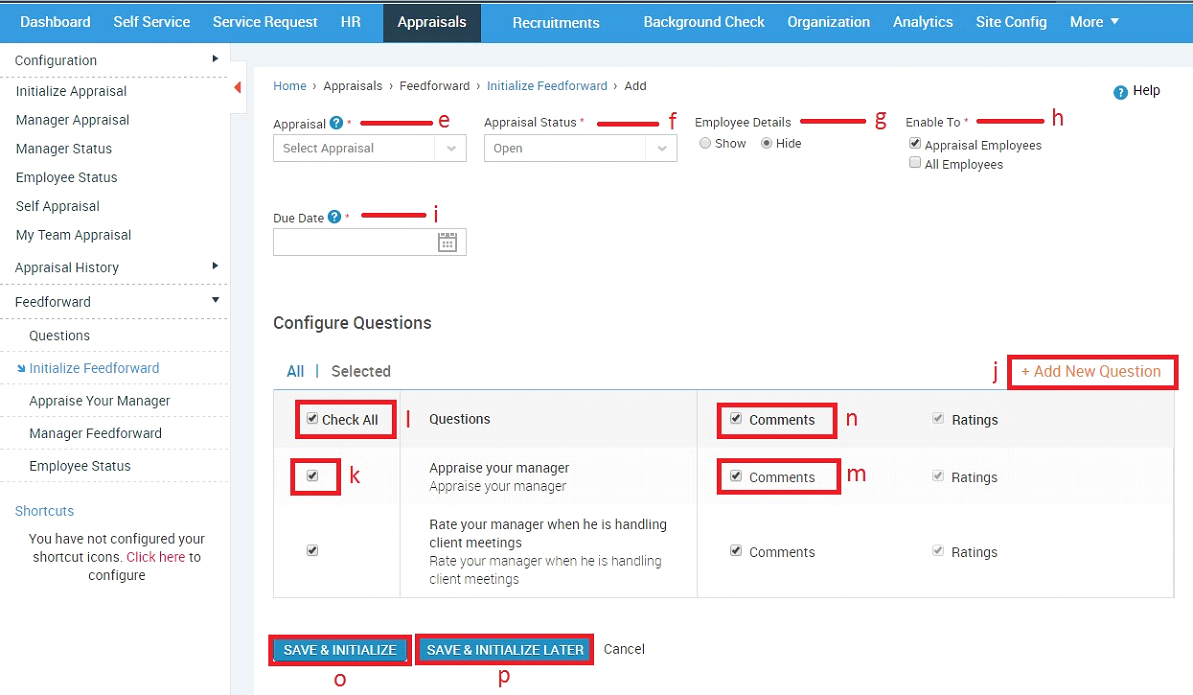 Dashboard Self Service Service Request HR Appraisals Recruitments Background Check Organization Analytics Site Config More
Configuration
Initialize Appraisal
Manager Appraisal
Manager Status
Employee Status
Self Appraisal
My Team Appraisal
Appraisal History
Feedforward
Questions
Initialize Feedforward
Appraise Your Manager
Manager Feedforward
Employee Status
Shortcuts
You have not configured your
shortcut icons. Click here to
configure
Home › Appraisals › Feedforward › Initialize Feedforward › Add
? Help
Appraisal ? * e
Select Appraisal
Appraisal Status * f
Open
Employee Details g
Show Hide
Enable To * h
Appraisal Employees
All Employees
Due Date ? * i
Configure Questions
All | Selected
j + Add New Question
Check All l Questions Comments n Ratings
k Appraise your manager
Appraise your manager
Comments m Ratings
Rate your manager when he is handling
client meetings
Rate your manager when he is handling
client meetings
Comments Ratings
SAVE & INITIALIZE SAVE & INITIALIZE LATER Cancel
o p